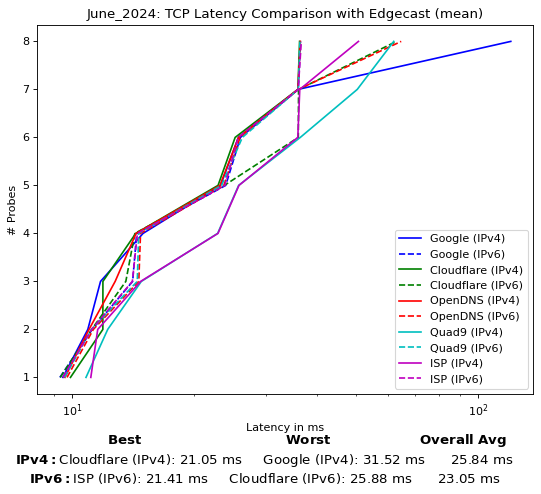 June_2024: TCP Latency Comparison with Edgecast (mean)
8
7
6
5
4
3
2
1
# Probes
Google (IPv4)
Google (IPv6)
Cloudflare (IPv4)
Cloudflare (IPv6)
OpenDNS (IPv4)
OpenDNS (IPv6)
Quad9 (IPv4)
Quad9 (IPv6)
ISP (IPv4)
ISP (IPv6)
10¹ 10²
Latency in ms
Best Worst Overall Avg
IPv4: Cloudflare (IPv4): 21.05 ms Google (IPv4): 31.52 ms 25.84 ms
IPv6: ISP (IPv6): 21.41 ms Cloudflare (IPv6): 25.88 ms 23.05 ms